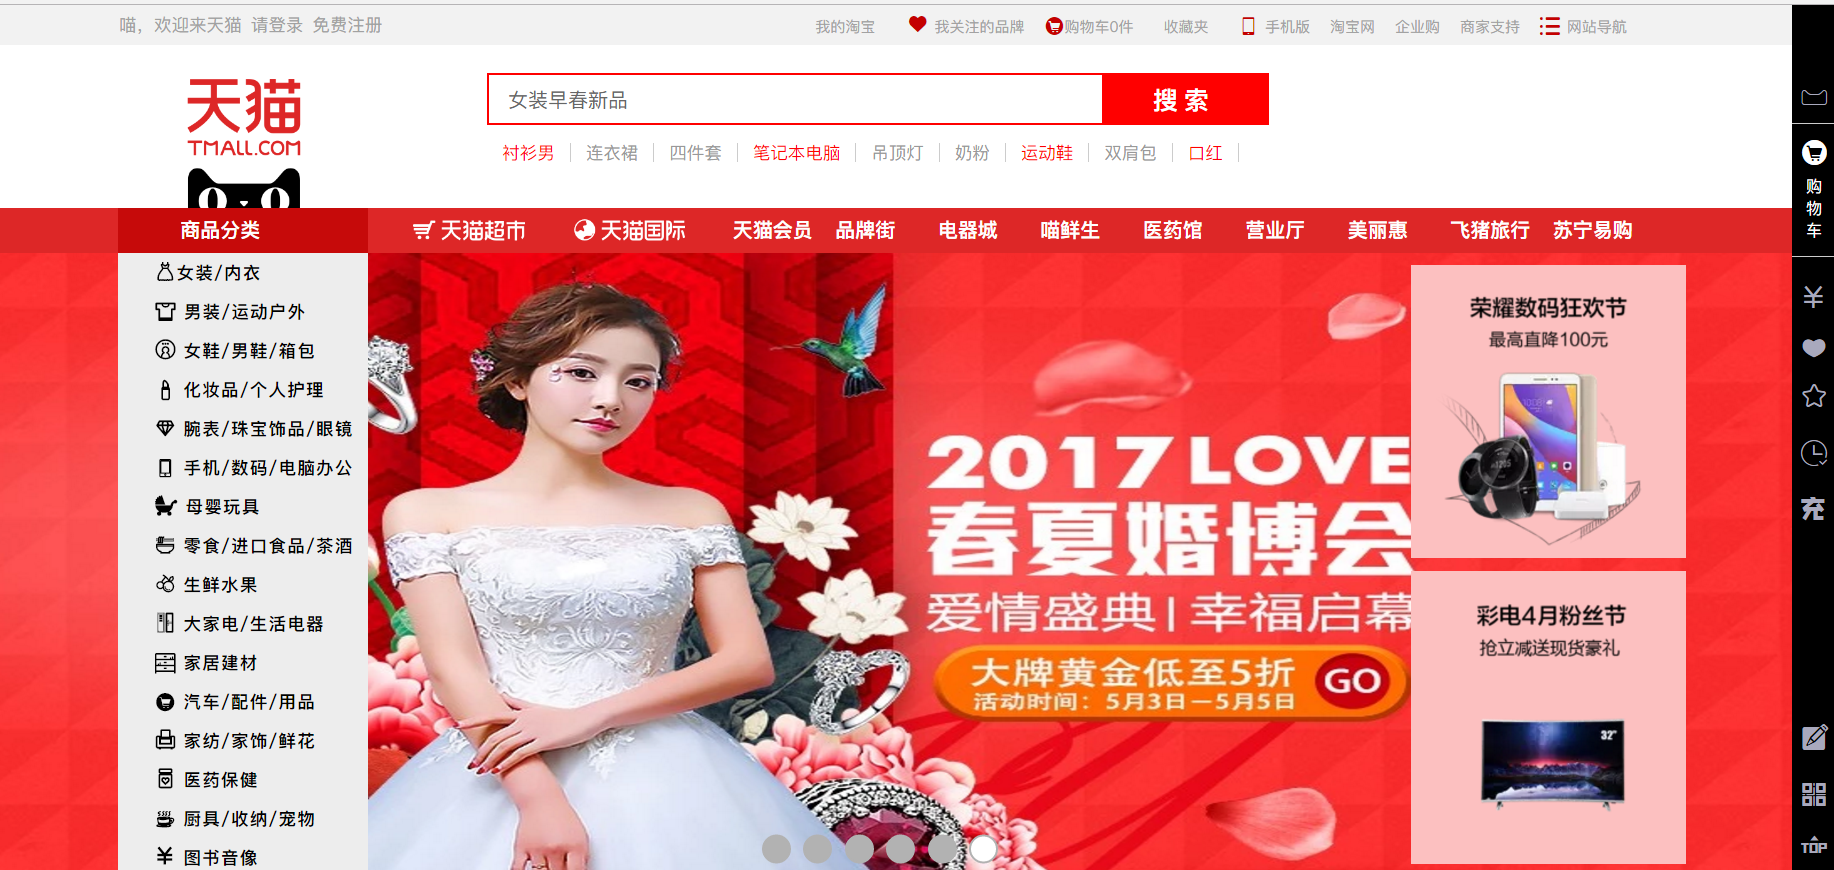 喵，欢迎来天猫 请登录 免费注册
我的淘宝 我关注的品牌 购物车0件 收藏夹 手机版 淘宝网 企业购 商家支持 网站导航
天猫
TMALL.COM
女装早春新品
搜 索
衬衫男 连衣裙 四件套 笔记本电脑 吊顶灯 奶粉 运动鞋 双肩包 口红
商品分类 天猫超市 天猫国际 天猫会员 品牌街 电器城 喵鲜生 医药馆 营业厅 美丽惠 飞猪旅行 苏宁易购
女装/内衣
男装/运动户外
女鞋/男鞋/箱包
化妆品/个人护理
腕表/珠宝饰品/眼镜
手机/数码/电脑办公
母婴玩具
零食/进口食品/茶酒
生鲜水果
大家电/生活电器
家居建材
汽车/配件/用品
家纺/家饰/鲜花
医药保健
厨具/收纳/宠物
图书音像
2017 LOVE
春夏婚博会
爱情盛典 | 幸福启幕
大牌黄金低至5折
活动时间：5月3日—5月5日
GO
荣耀数码狂欢节
最高直降100元
彩电4月粉丝节
抢立减送现货豪礼
32"
购
物
车
充
TOP